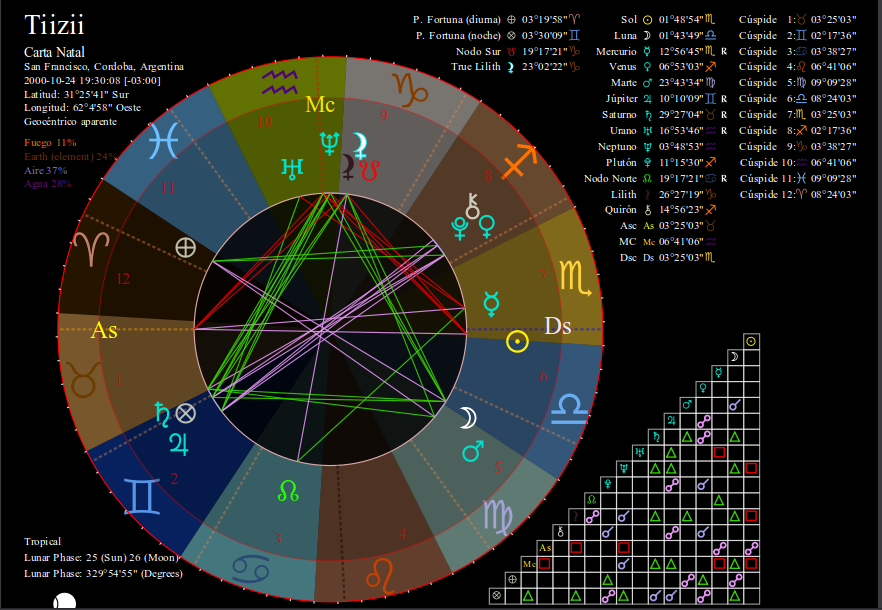 Tiizii
Carta Natal
San Francisco, Cordoba, Argentina
2000-10-24 19:30:08 [-03:00]
Latitud: 31°25'41" Sur
Longitud: 62°4'58" Oeste
Geocéntrico aparente
Fuego 11%
Earth (element) 24%
Aire 37%
Agua 28%
P. Fortuna (diurna) ⊕ 03°19'58"♈
P. Fortuna (noche) ⊗ 03°30'09"♊
Nodo Sur ☋ 19°17'21"♑
True Lilith 23°02'22"♑
Sol ☉ 01°48'54"♏
Luna ☽ 01°43'49"♎
Mercurio ☿ 12°56'45"♏ R
Venus ♀ 06°53'03"♐
Marte ♂ 23°43'34"♍
Júpiter ♃ 10°10'09"♊ R
Saturno ♄ 29°27'04"♉ R
Urano ♅ 16°53'46"♒ R
Neptuno ♆ 03°48'53"♒
Plutón 11°15'30"♐
Nodo Norte ☊ 19°17'21"♋
Lilith 26°27'19"♑
Quirón ⚷ 14°56'23"♐
Asc As 03°25'03"♉
MC Mc 06°41'06"♒
Dsc Ds 03°25'03"♏
Cúspide 1:♉ 03°25'03"
Cúspide 2:♊ 02°17'36"
Cúspide 3:♋ 03°38'27"
Cúspide 4:♌ 06°41'06"
Cúspide 5:♍ 09°09'28"
Cúspide 6:♎ 08°24'03"
Cúspide 7:♏ 03°25'03"
Cúspide 8:♐ 02°17'36"
Cúspide 9:♑ 03°38'27"
Cúspide 10:♒ 06°41'06"
Cúspide 11:♓ 09°09'28"
Cúspide 12:♈ 08°24'03"
Mc
10
9
11
8
12
7
As
Ds
1
6
2
5
3
4
As
Mc
Tropical
Lunar Phase: 25 (Sun) 26 (Moon)
Lunar Phase: 329°54'55" (Degrees)